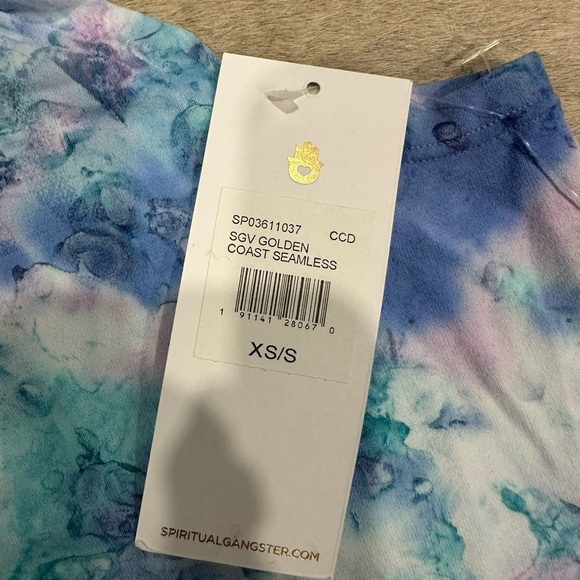 SP03611037 CCD
SGV GOLDEN
COAST SEAMLESS
1 91141 28067 0
XS/S
SPIRITUALGANGSTER.COM